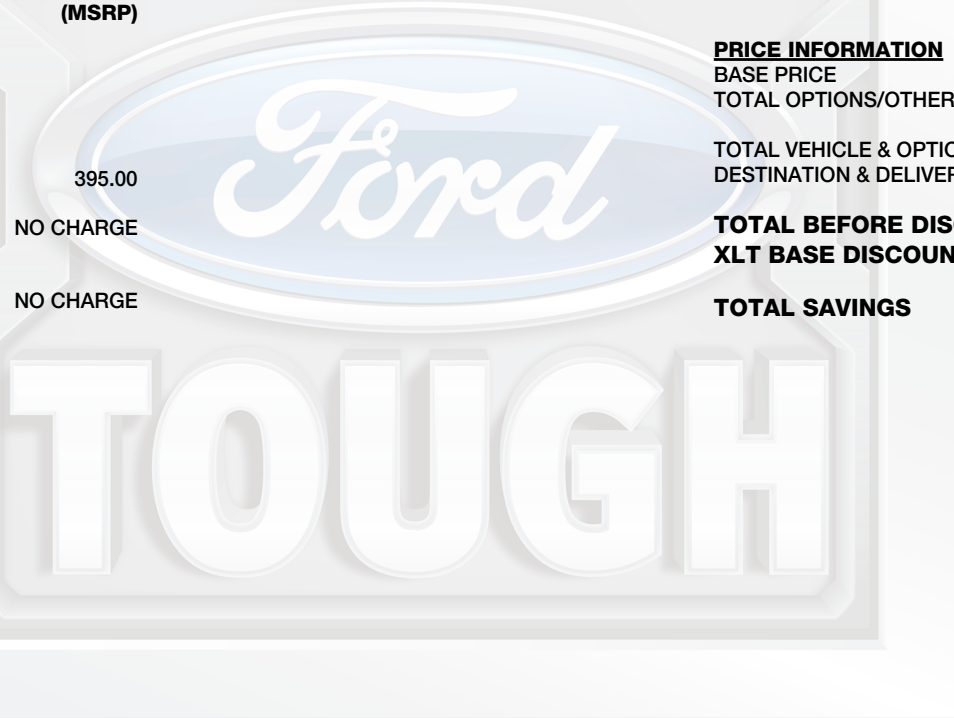 (MSRP)
395.00
NO CHARGE
NO CHARGE
PRICE INFORMATION
BASE PRICE
TOTAL OPTIONS/OTHER
TOTAL VEHICLE & OPTIO
DESTINATION & DELIVER
TOTAL BEFORE DIS
XLT BASE DISCOUN
TOTAL SAVINGS
Ford
TOUGH